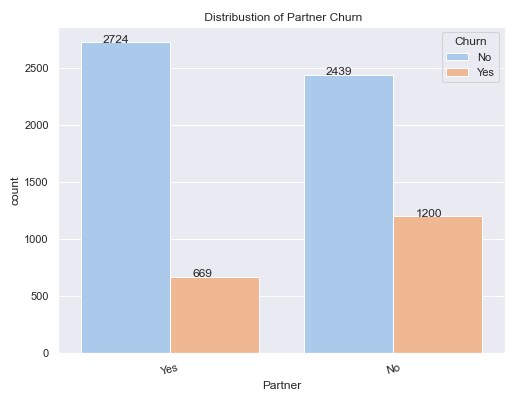 Distribustion of Partner Churn
Churn
No
Yes
2724
669
2439
1200
2500
2000
1500
1000
500
0
count
Yes
No
Partner